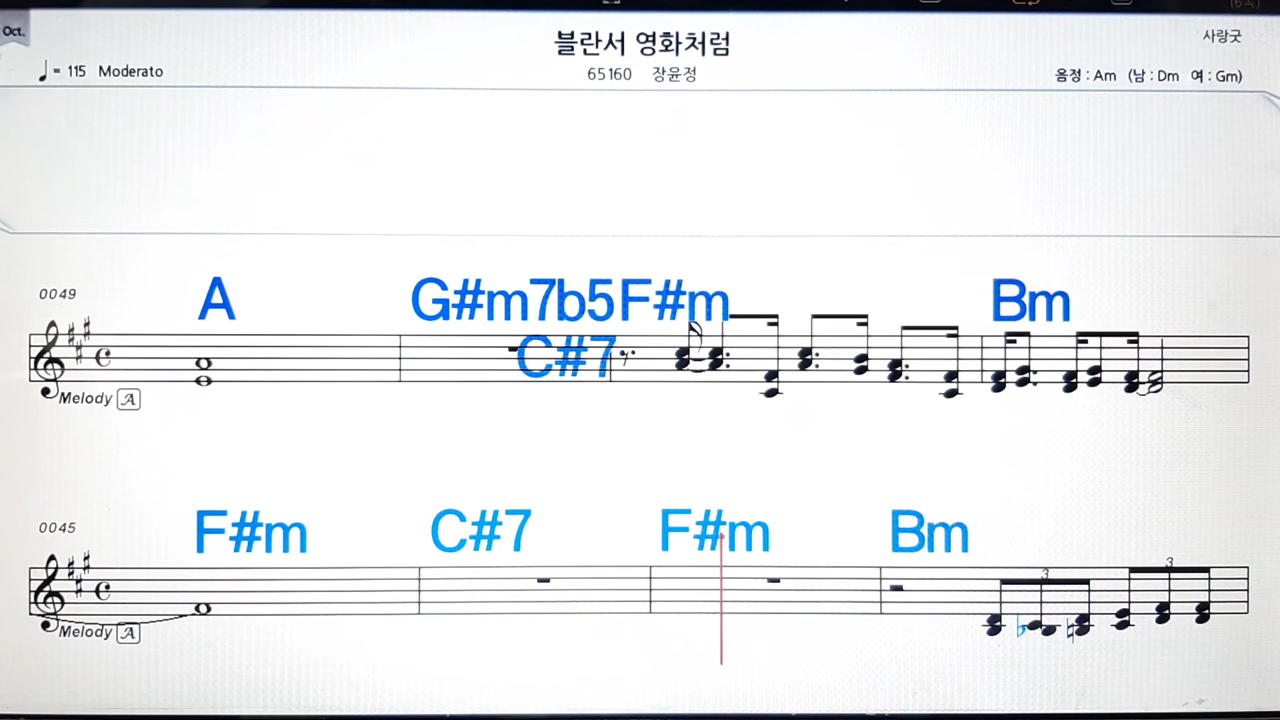 Oct.
블란서 영화처럼
사랑굿
♩= 115 Moderato
65160 장윤정
음정 : Am (남 : Dm 여 : Gm)
0049
A G#m7b5 F#m Bm
C#7
Melody A
0045
F#m C#7 F#m Bm
3 3
Melody A